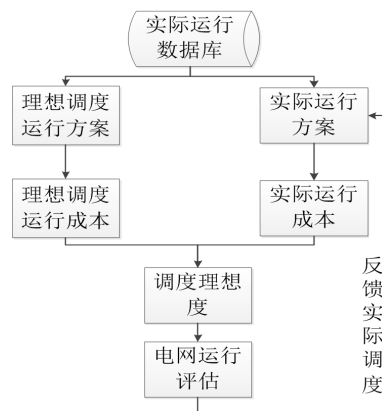 实际运行
数据库
理想调度
运行方案
实际运行
方案
理想调度
运行成本
实际运行
成本
调度理想
度
电网运行
评估
反
馈
实
际
调
度